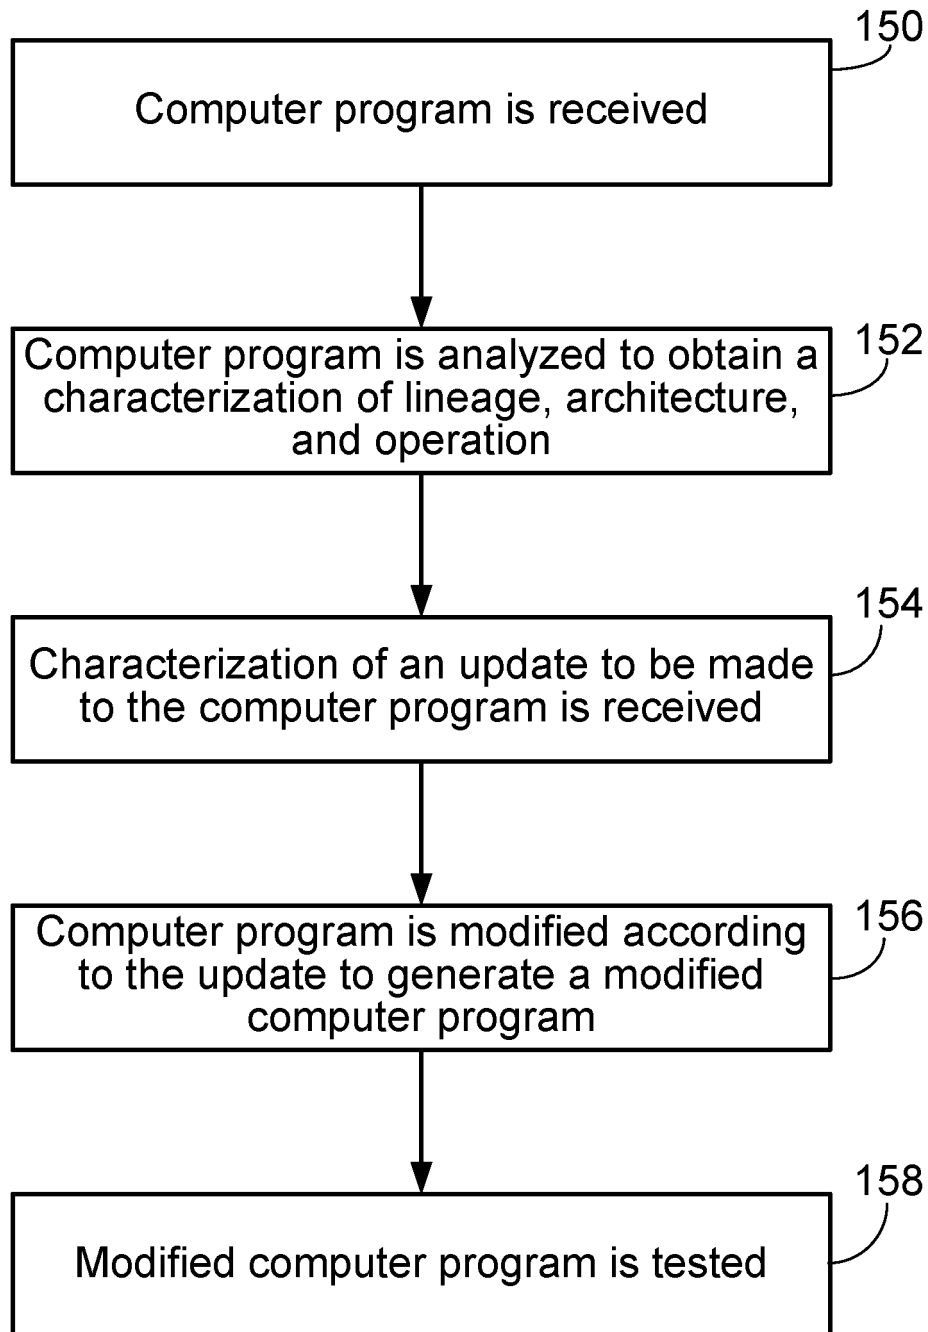 150
Computer program is received
152
Computer program is analyzed to obtain a
characterization of lineage, architecture,
and operation
154
Characterization of an update to be made
to the computer program is received
156
Computer program is modified according
to the update to generate a modified
computer program
158
Modified computer program is tested